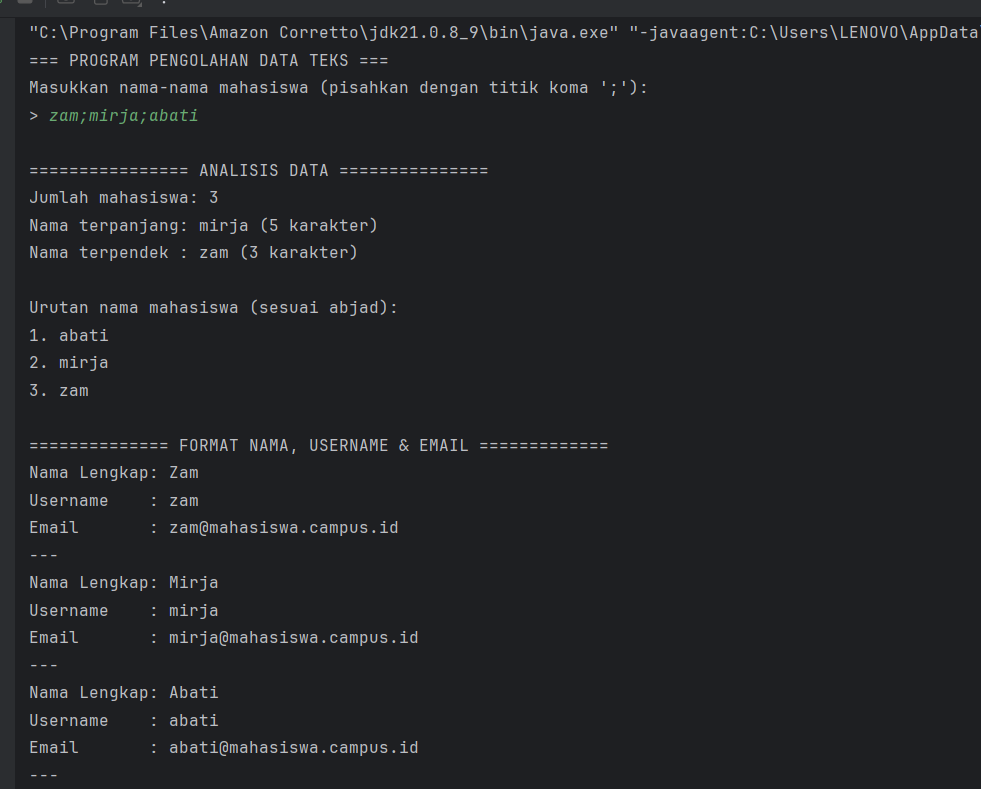 "C:\Program Files\Amazon Corretto\jdk21.0.8_9\bin\java.exe" "-javaagent:C:\Users\LENOVO\AppData\
=== PROGRAM PENGOLAHAN DATA TEKS ===
Masukkan nama-nama mahasiswa (pisahkan dengan titik koma ';'):
> zam;mirja;abati
================ ANALISIS DATA ===============
Jumlah mahasiswa: 3
Nama terpanjang: mirja (5 karakter)
Nama terpendek : zam (3 karakter)
Urutan nama mahasiswa (sesuai abjad):
1. abati
2. mirja
3. zam
============== FORMAT NAMA, USERNAME & EMAIL =============
Nama Lengkap: Zam
Username    : zam
Email       : zam@mahasiswa.campus.id
---
Nama Lengkap: Mirja
Username    : mirja
Email       : mirja@mahasiswa.campus.id
---
Nama Lengkap: Abati
Username    : abati
Email       : abati@mahasiswa.campus.id
---